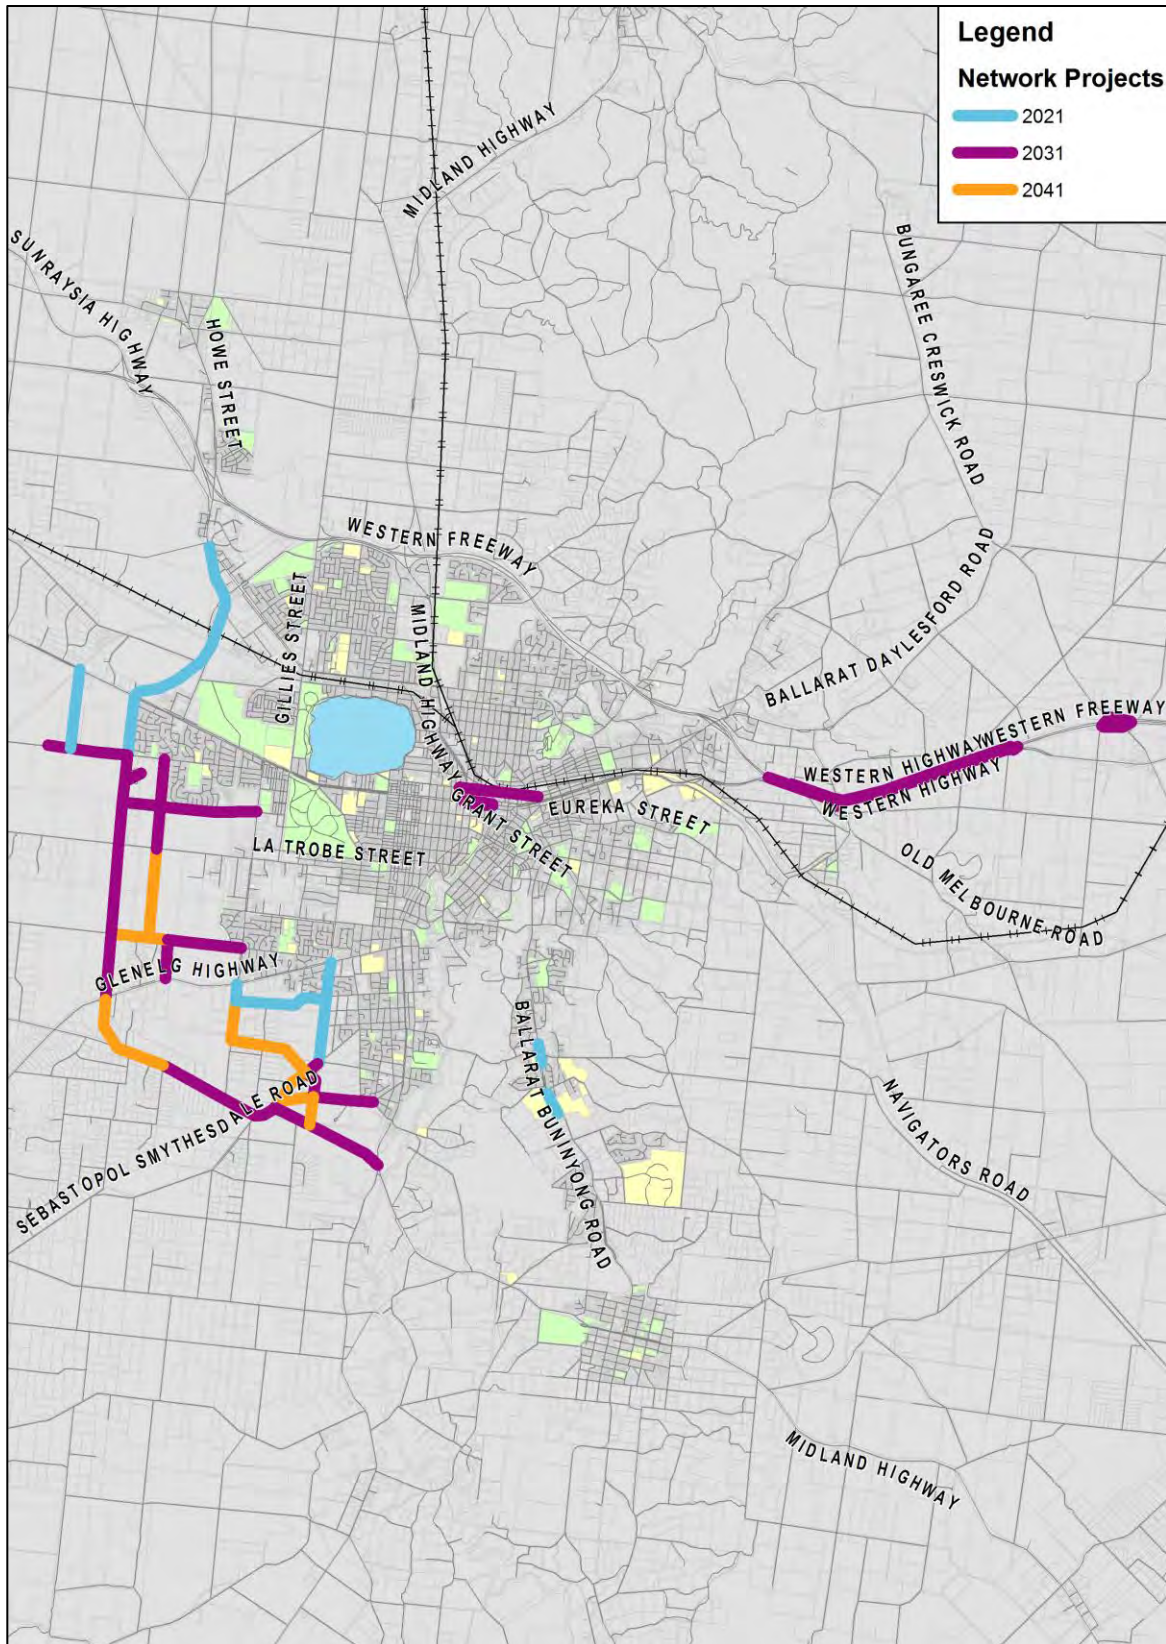 Legend
Network Projects
2021
2031
2041
MIDLAND HIGHWAY
BUNGAREE CRESWICK ROAD
SUNRAYSIA HIGHWAY
HOWE STREET
WESTERN FREEWAY
BALLARAT DAYLESFORD ROAD
GILLIES STREET
MIDLAND HIGHWAY
WESTERN FREEWAY
WESTERN HIGHWAY
WESTERN HIGHWAY
GRANT STREET
EUREKA STREET
LA TROBE STREET
OLD MELBOURNE ROAD
GLENELG HIGHWAY
BALLARAT BUNINYONG ROAD
SEBASTOPOL SMYTHESDALE ROAD
NAVIGATORS ROAD
MIDLAND HIGHWAY